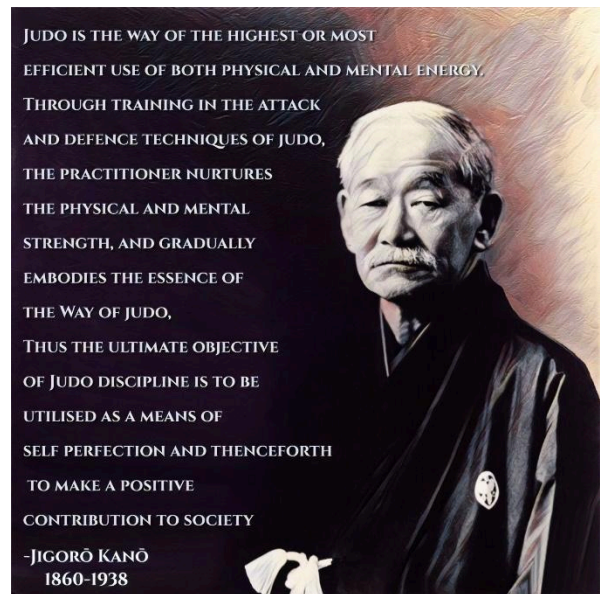 Judo is the way of the highest or most
efficient use of both physical and mental energy.
Through training in the attack
and defence techniques of judo,
the practitioner nurtures
the physical and mental
strength, and gradually
embodies the essence of
the Way of judo,
Thus the ultimate objective
of Judo discipline is to be
utilised as a means of
self perfection and thenceforth
to make a positive
contribution to society
-Jigorō Kanō
1860-1938